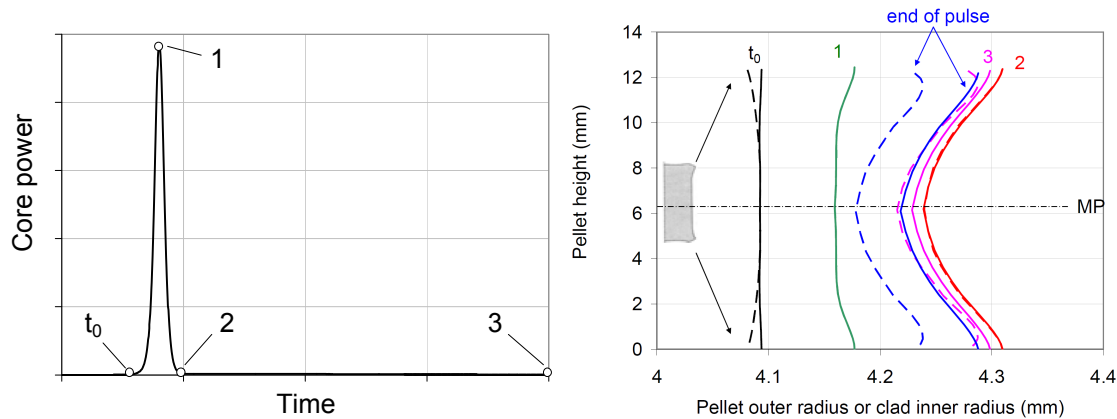 Core power
1
t0
2
3
Time
end of pulse
Pellet height (mm)
14
12
10
8
6
4
2
0
t0
1
3
2
MP
4
4.1
4.2
4.3
4.4
Pellet outer radius or clad inner radius (mm)